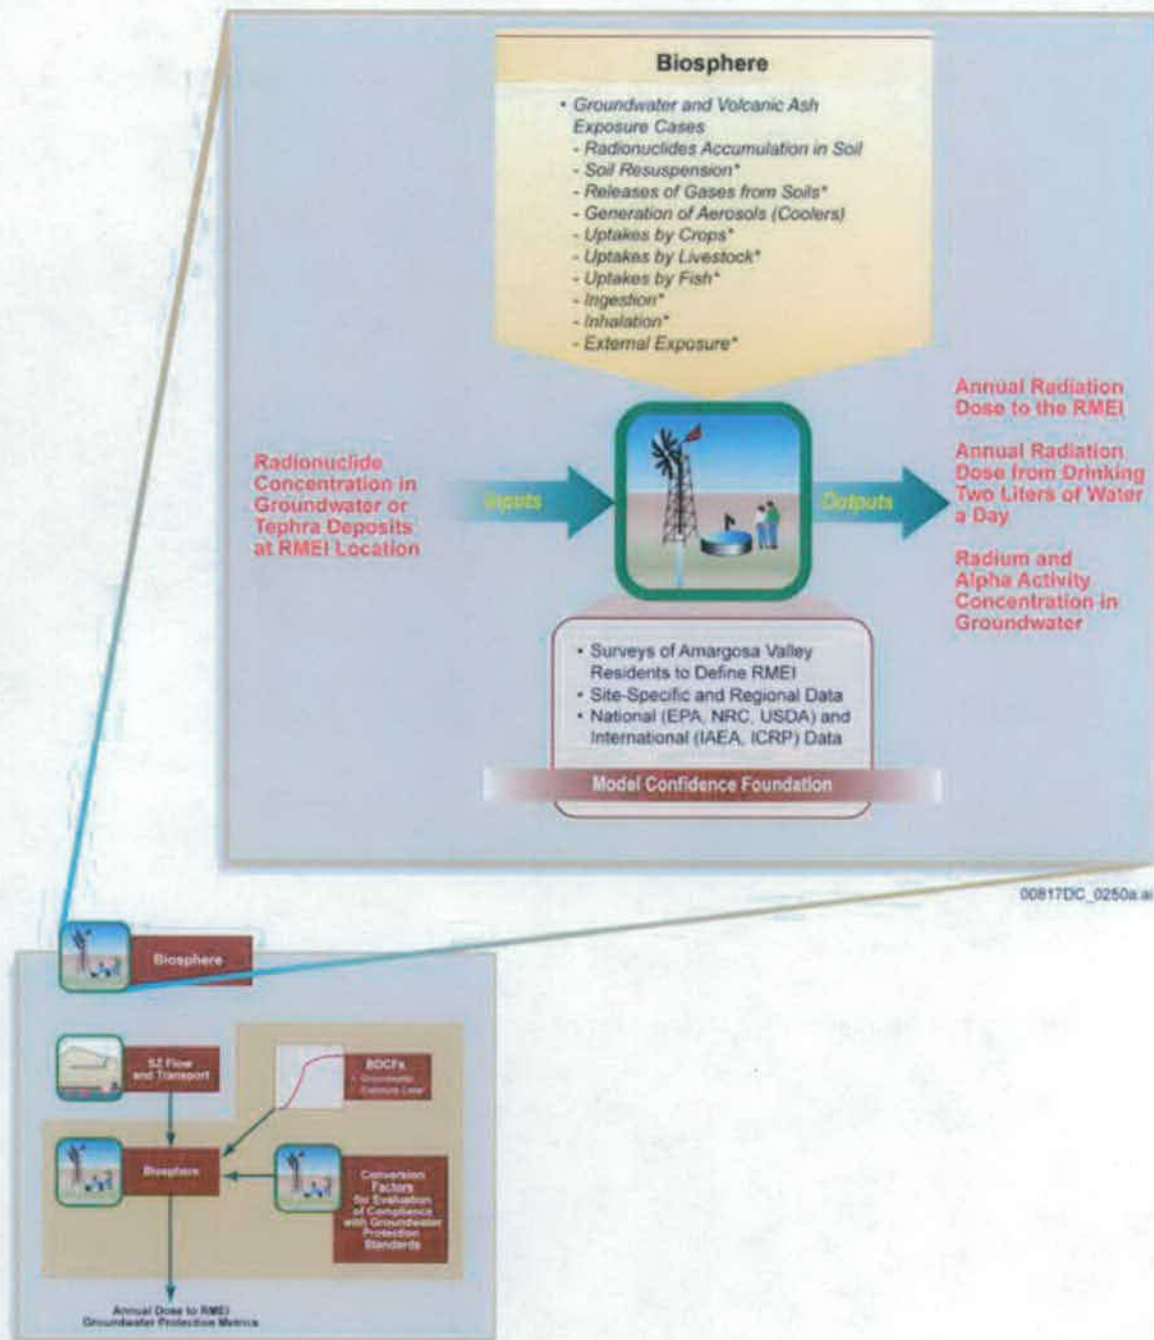 Biosphere
• Groundwater and Volcanic Ash
Exposure Cases
- Radionuclides Accumulation in Soil
- Soil Resuspension*
- Releases of Gases from Soils*
- Generation of Aerosols (Coolers)
- Uptakes by Crops*
- Uptakes by Livestock*
- Uptakes by Fish*
- Ingestion*
- Inhalation*
- External Exposure*
Radionuclide
Concentration in
Groundwater or
Tephra Deposits
at RMEI Location
Inputs
Outputs
Annual Radiation
Dose to the RMEI
Annual Radiation
Dose from Drinking
Two Liters of Water
a Day
Radium and
Alpha Activity
Concentration in
Groundwater
• Surveys of Amargosa Valley
Residents to Define RMEI
• Site-Specific and Regional Data
• National (EPA, NRC, USDA) and
International (IAEA, ICRP) Data
Model Confidence Foundation
00817DC_0250a.ai
Biosphere
SZ Flow
and Transport
BDCFs
• Groundwater
Exposure Case
Biosphere
Conversion
Factors
for Evaluation
of Compliance
with Groundwater
Protection
Standards
Annual Dose to RMEI
Groundwater Protection Metrics